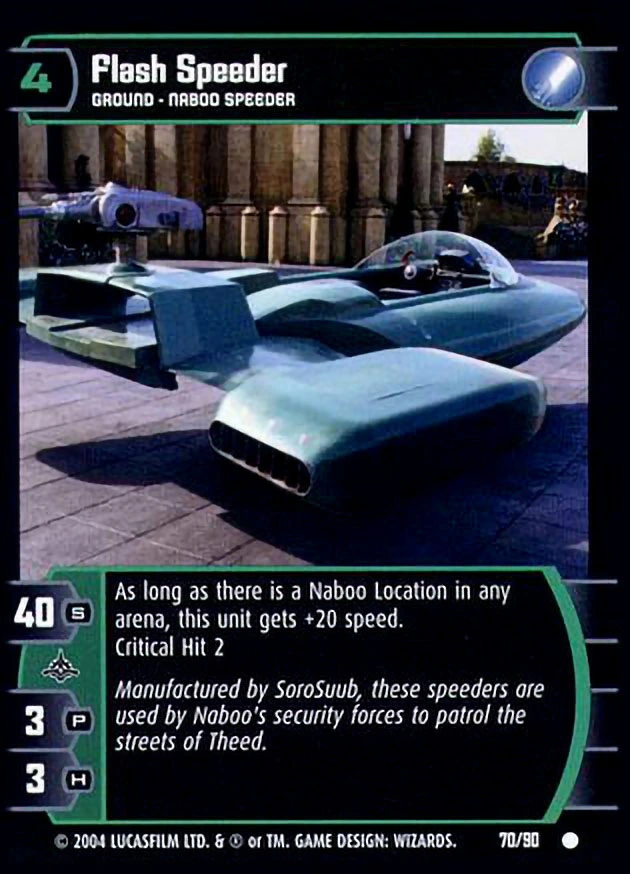 4
Flash Speeder
GROUND - NABOO SPEEDER
40 S
3 P
3 H
As long as there is a Naboo Location in any
arena, this unit gets +20 speed.
Critical Hit 2
Manufactured by SoroSuub, these speeders are
used by Naboo's security forces to patrol the
streets of Theed.
© 2004 LUCASFILM LTD. & ® or TM. GAME DESIGN: WIZARDS. 70/90